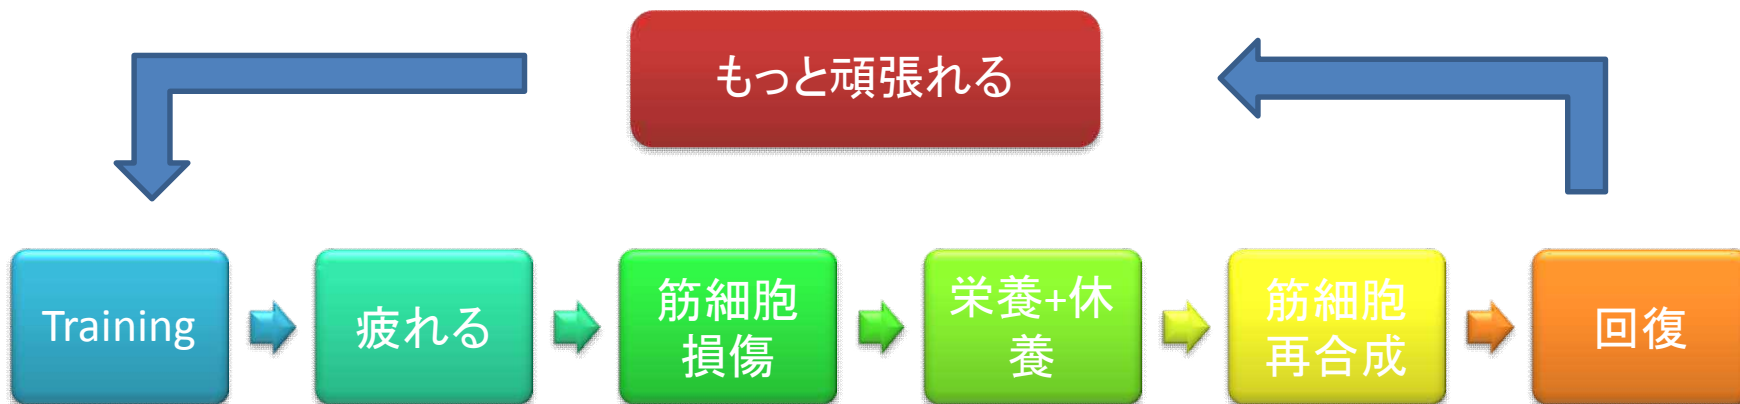 もっと頑張れる
Training
疲れる
筋細胞
損傷
栄養+休
養
筋細胞
再合成
回復